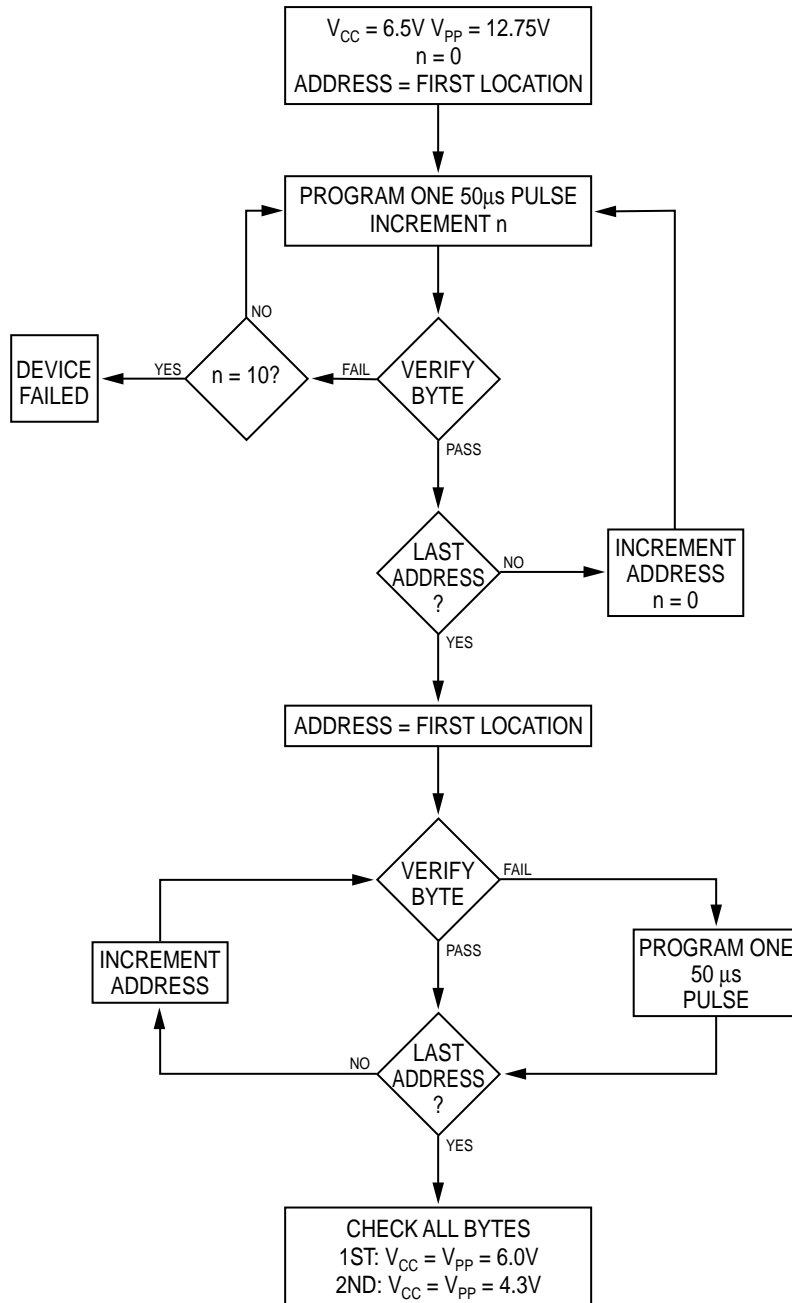 V_CC = 6.5V V_PP = 12.75V
n = 0
ADDRESS = FIRST LOCATION
PROGRAM ONE 50μs PULSE
INCREMENT n
NO
DEVICE
FAILED
YES
n = 10?
FAIL
VERIFY
BYTE
PASS
LAST
ADDRESS
?
NO
INCREMENT
ADDRESS
n = 0
YES
ADDRESS = FIRST LOCATION
VERIFY
BYTE
FAIL
PASS
INCREMENT
ADDRESS
PROGRAM ONE
50 μs
PULSE
NO
LAST
ADDRESS
?
YES
CHECK ALL BYTES
1ST: V_CC = V_PP = 6.0V
2ND: V_CC = V_PP = 4.3V